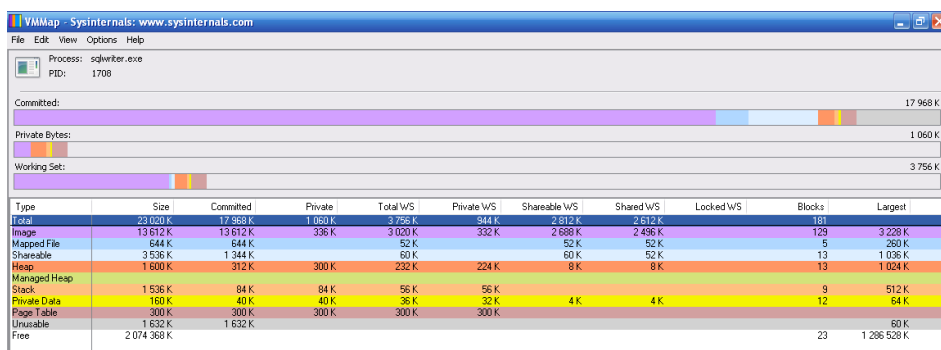 VMMap - Sysinternals: www.sysinternals.com
File Edit View Options Help
Process: sqlwriter.exe
PID: 1708
Committed: 17 968 K
Private Bytes: 1 060 K
Working Set: 3 756 K
Type Size Committed Private Total WS Private WS Shareable WS Shared WS Locked WS Blocks Largest
Total 23 020 K 17 968 K 1 060 K 3 756 K 944 K 2 812 K 2 612 K 181
Image 13 612 K 13 612 K 336 K 3 020 K 332 K 2 688 K 2 496 K 129 3 228 K
Mapped File 644 K 644 K 52 K 52 K 52 K 5 260 K
Shareable 3 536 K 1 344 K 60 K 60 K 52 K 13 1 036 K
Heap 1 600 K 312 K 300 K 232 K 224 K 8 K 8 K 13 1 024 K
Managed Heap
Stack 1 536 K 84 K 84 K 56 K 56 K 9 512 K
Private Data 160 K 40 K 40 K 36 K 32 K 4 K 4 K 12 64 K
Page Table 300 K 300 K 300 K 300 K 300 K
Unusable 1 632 K 1 632 K 60 K
Free 2 074 368 K 23 1 286 528 K